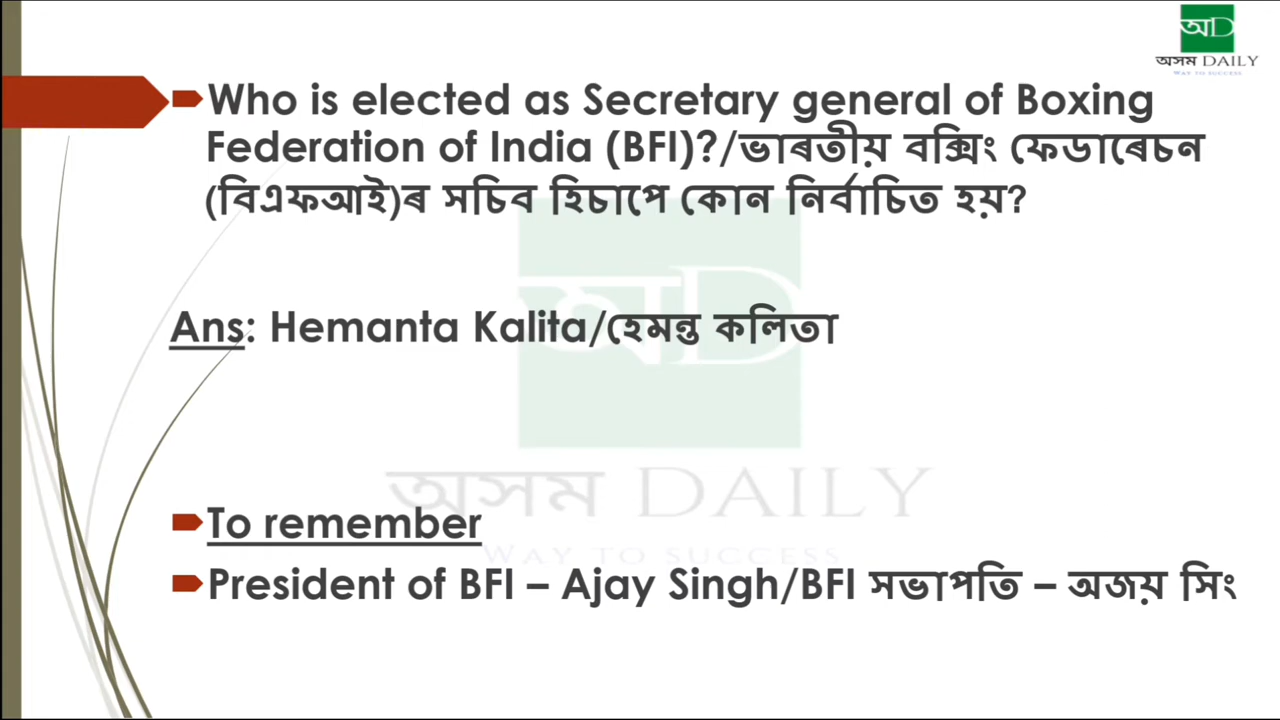 অD
অসম DAILY
WAY TO SUCCESS
Who is elected as Secretary general of Boxing
Federation of India (BFI)?/ভাৰতীয় বক্সিং ফেডাৰেচন
(বিএফআই)ৰ সচিব হিচাপে কোন নিৰ্বাচিত হয়?
Ans: Hemanta Kalita/হেমন্ত কলিতা
অD
অসম DAILY
WAY TO SUCCESS
To remember
President of BFI – Ajay Singh/BFI সভাপতি – অজয় সিং